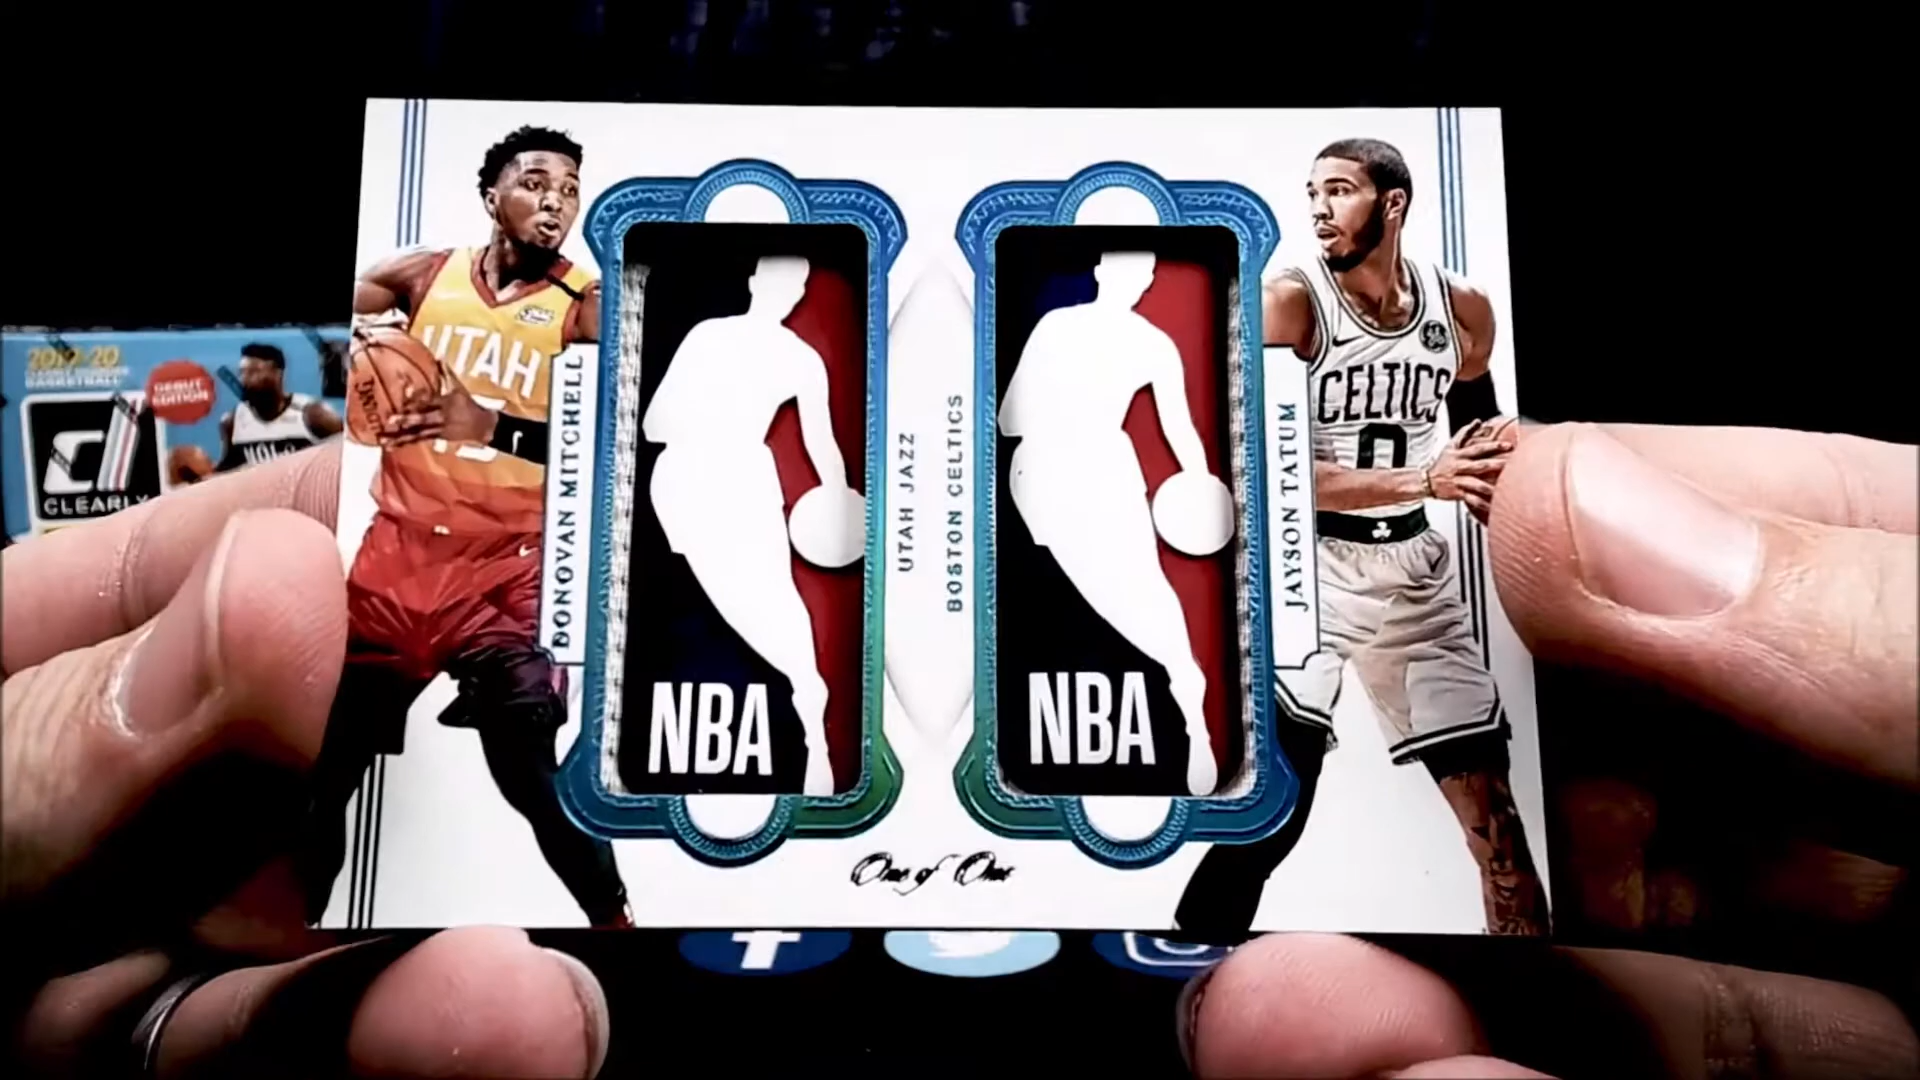 2019-20
BASKETBALL
DEBUT
EDITION
CLEARLY
UTAH
DONOVAN MITCHELL
NBA
UTAH JAZZ
BOSTON CELTICS
NBA
JAYSON TATUM
CELTICS
0
One of One